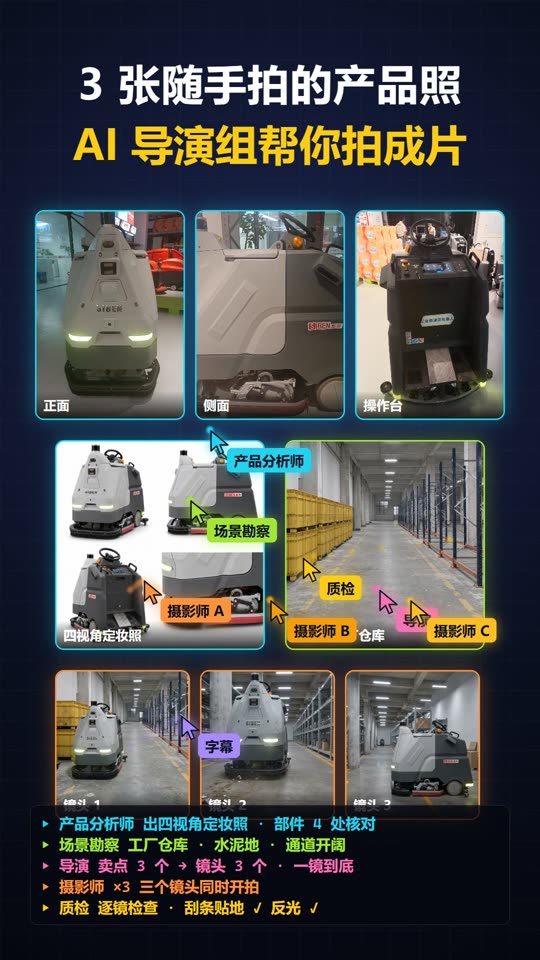 3 张随手拍的产品照
AI 导演组帮你拍成片
正面
侧面
操作台
产品分析师
场景勘察
质检
摄影师 A
摄影师 B
摄影师 C
四视角定妆照
仓库
字幕
镜头 1
镜头 2
镜头 3
▸ 产品分析师 出四视角定妆照 · 部件 4 处核对
▸ 场景勘察 工厂仓库 · 水泥地 · 通道开阔
▸ 导演 卖点 3 个 → 镜头 3 个 · 一镜到底
▸ 摄影师 ×3 三个镜头同时开拍
▸ 质检 逐镜检查 · 刮条贴地 √ 反光 √